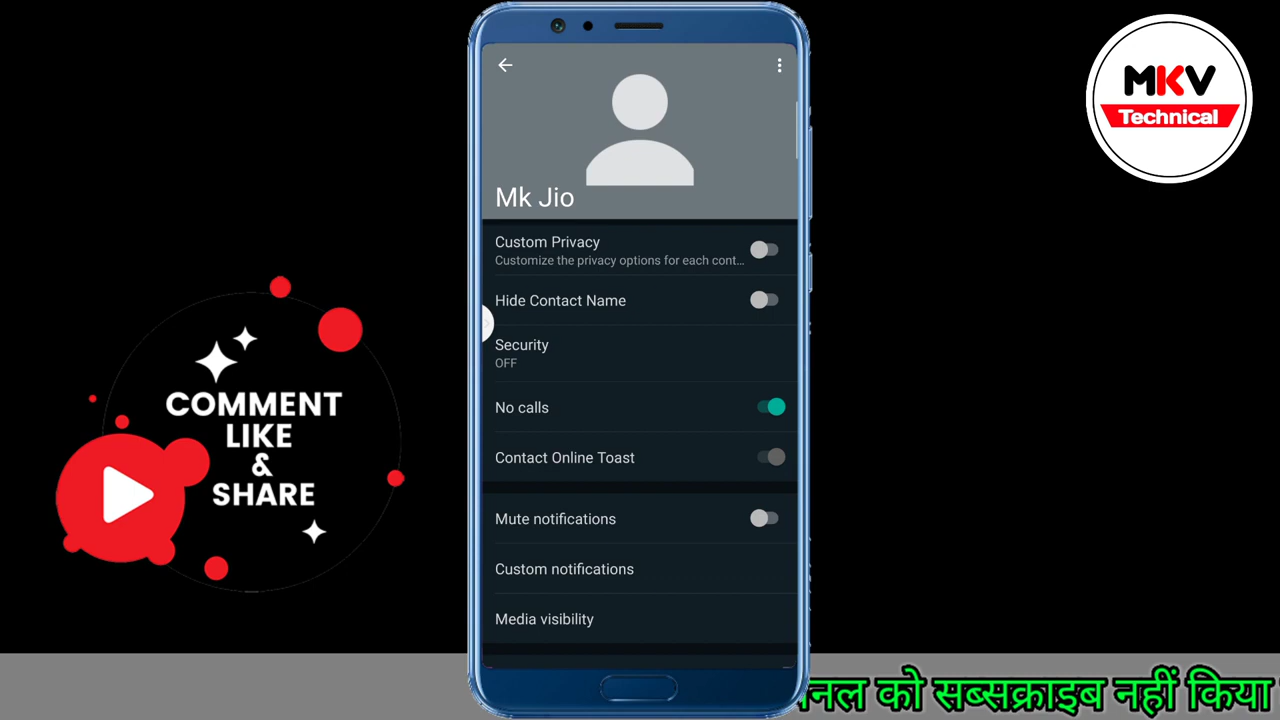 MKV
Technical
Mk Jio
Custom Privacy
Customize the privacy options for each cont...
Hide Contact Name
Security
OFF
No calls
Contact Online Toast
Mute notifications
Custom notifications
Media visibility
COMMENT
LIKE
&
SHARE
को सब्सक्राइब नहीं किया